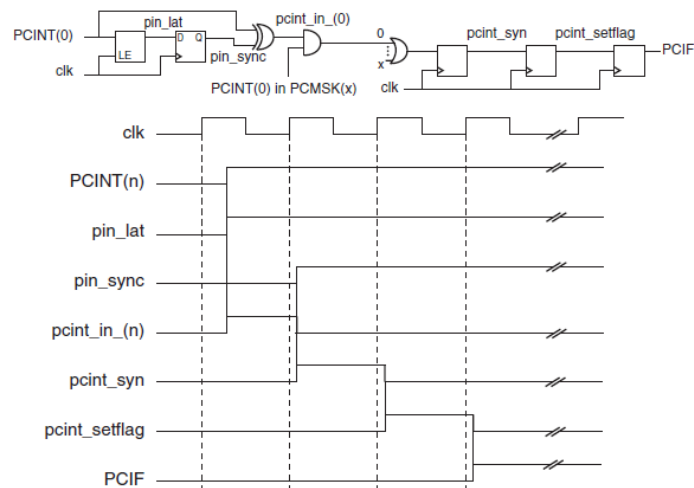 pin_lat
pcint_in_(0)
PCINT(0)
LE
D Q
pin_sync
clk
PCINT(0) in PCMSK(x)
0
x
clk
pcint_syn
pcint_setflag
PCIF
clk
PCINT(n)
pin_lat
pin_sync
pcint_in_(n)
pcint_syn
pcint_setflag
PCIF